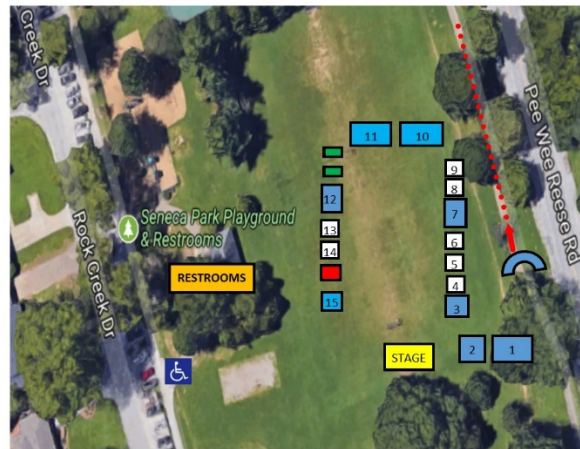 Creek Dr
Pee Wee Reese Rd
11
10
9
8
12
7
Seneca Park Playground
& Restrooms
13
14
6
5
RESTROOMS
4
15
3
Rock Creek Dr
STAGE
2
1